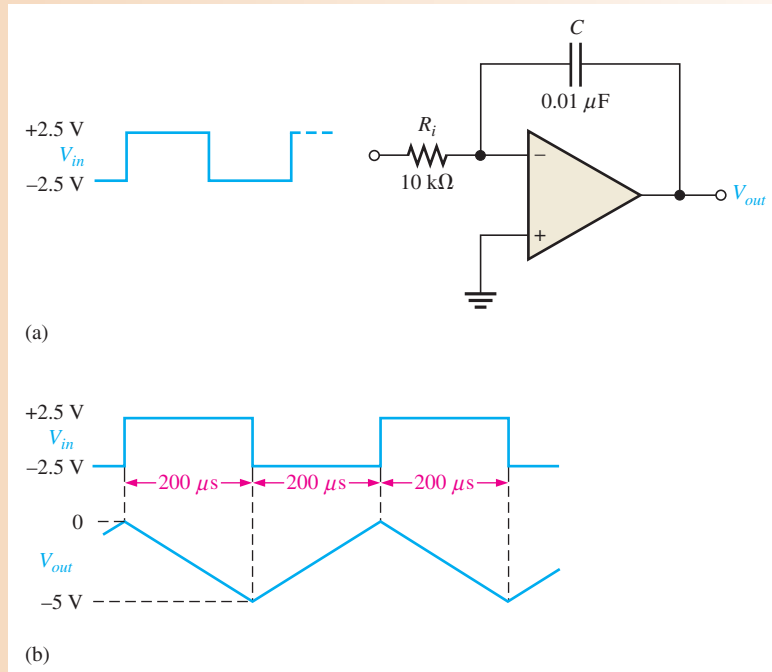 C
0.01 μF
+2.5 V
V_in
−2.5 V
R_i
10 kΩ
−
+
V_out
(a)
+2.5 V
V_in
−2.5 V
200 μs 200 μs 200 μs
0
V_out
−5 V
(b)